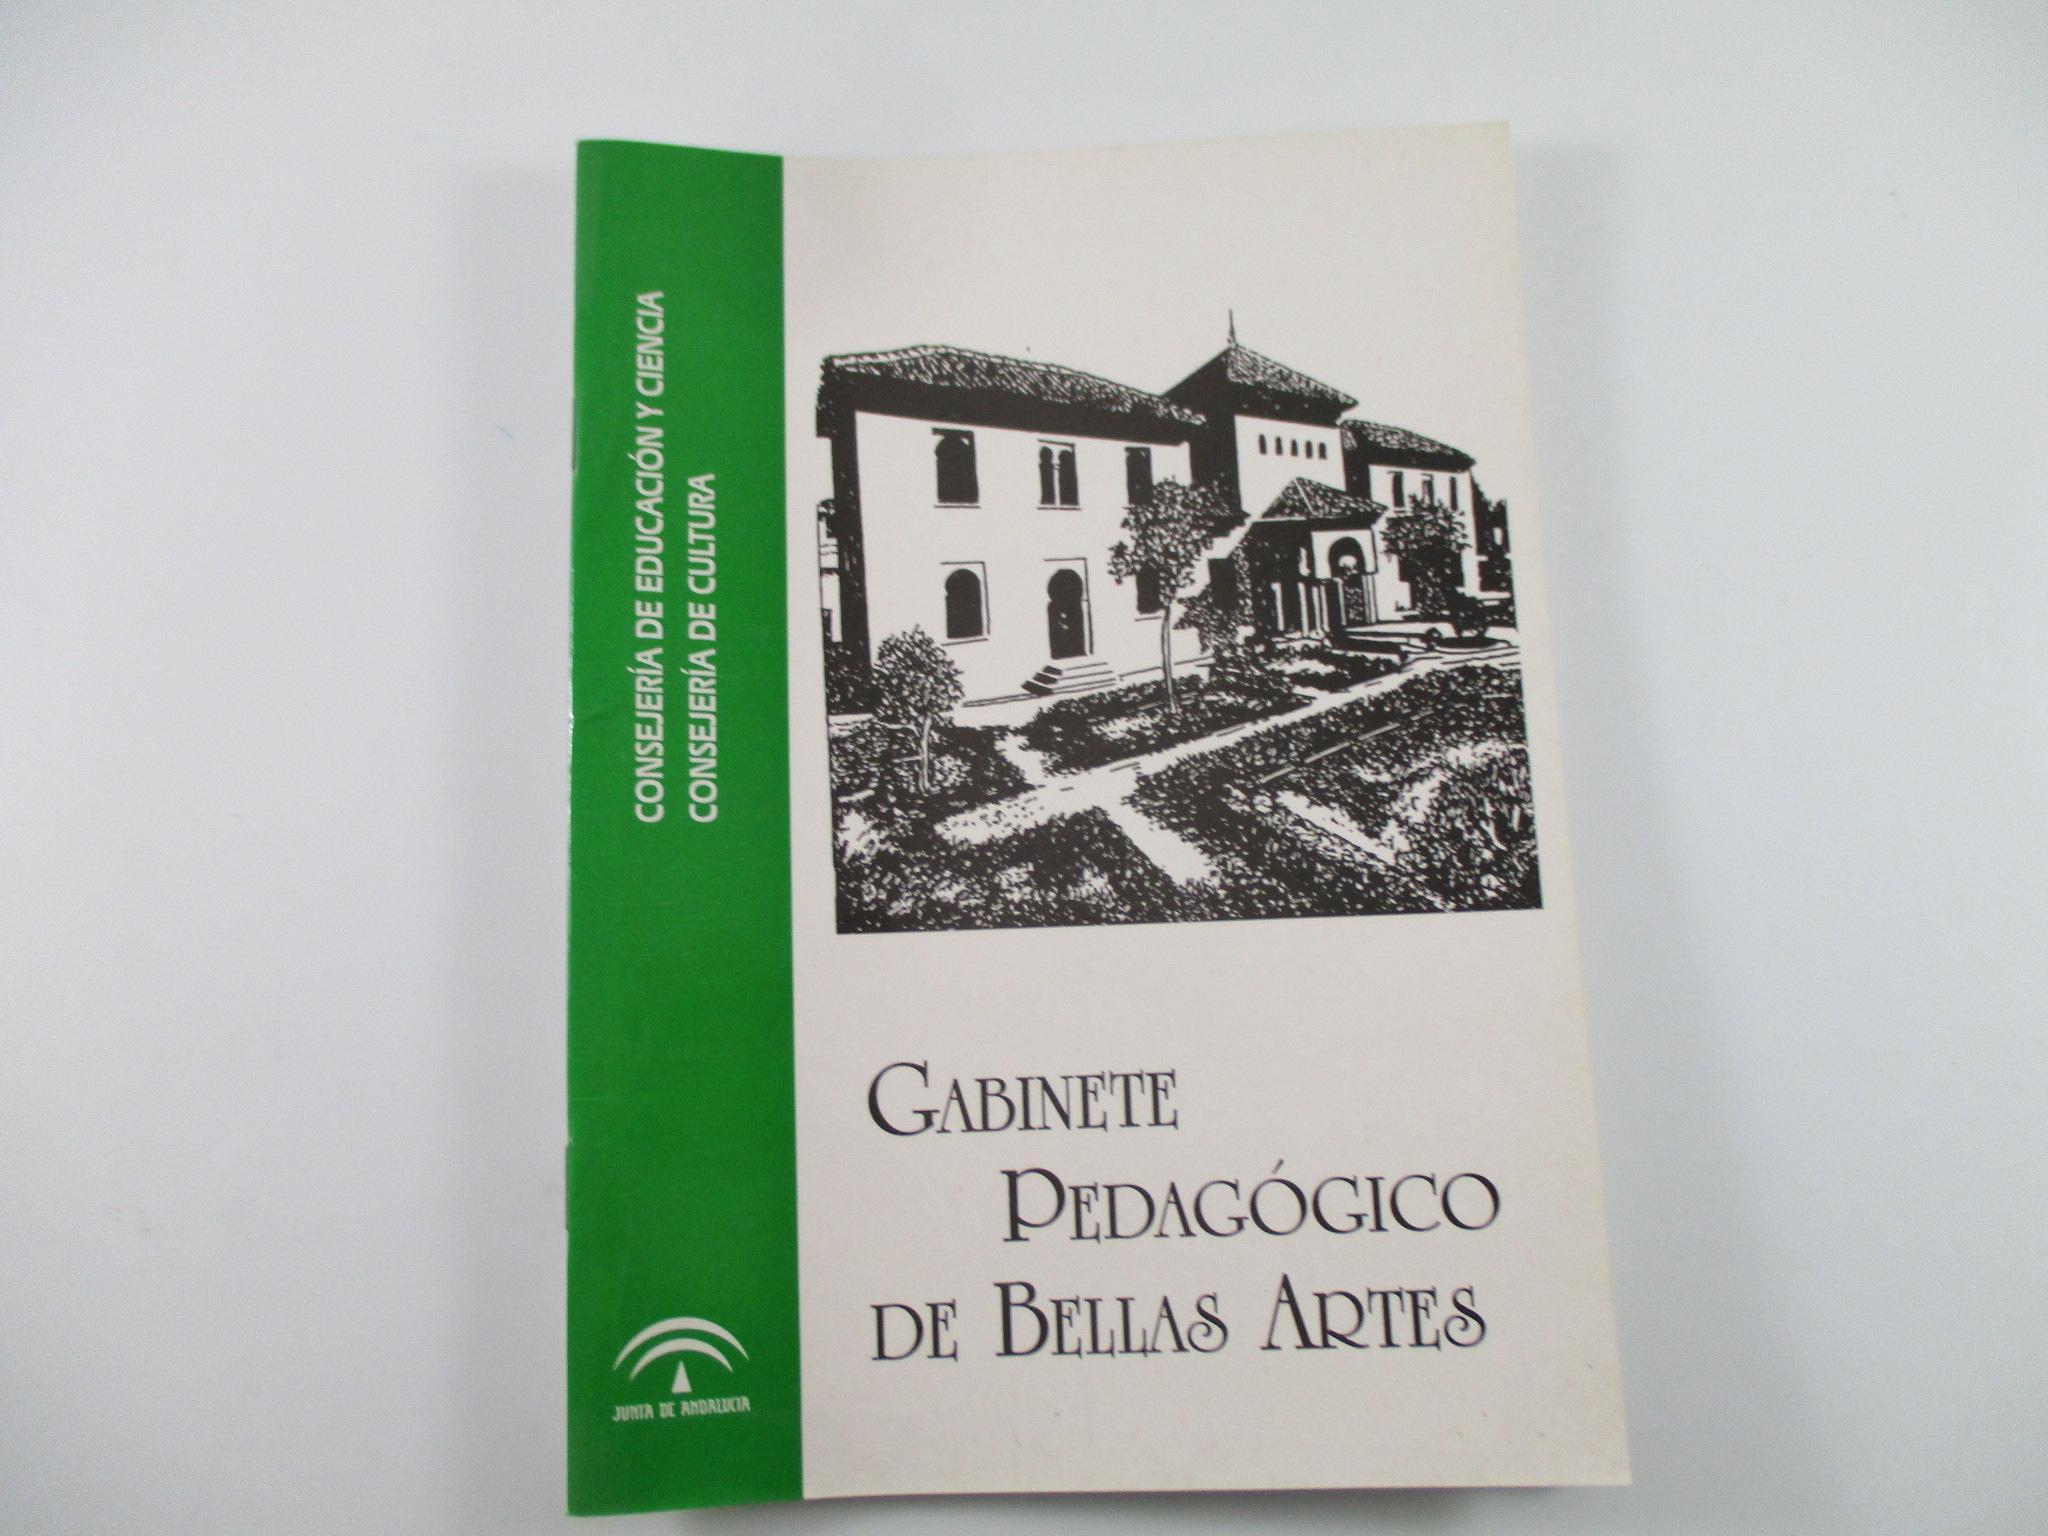 CONSEJERÍA DE EDUCACIÓN Y CIENCIA
CONSEJERÍA DE CULTURA
GABINETE
PEDAGÓGICO
DE BELLAS ARTES
JUNTA DE ANDALUCIA